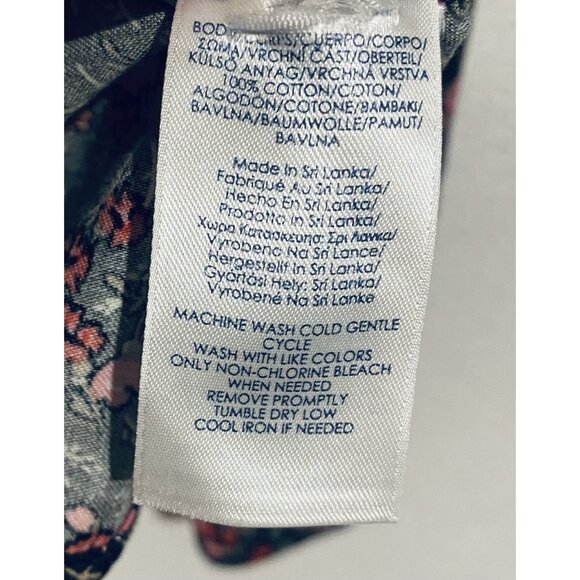 BODY/CORPS/CUERPO/CORPO/
ΣΩΜΑ/VRCHNÍ ČÁST/OBERTEIL/
KÜLSŐ ANYAG/VRCHNÁ VRSTVA
100% COTTON/COTON/
ALGODÓN/COTONE/ΒΑΜΒΑΚΙ/
BAVLNA/BAUMWOLLE/PAMUT/
BAVLNA
Made In Sri Lanka/
Fabriqué Au Sri Lanka/
Hecho En Sri Lanka/
Prodotto In Sri Lanka/
Χωρα Κατασκευης: Σρι Λανκα/
Vyrobeno Na Srí Lance/
Hergestellt In Sri Lanka/
Gyártási Hely: Srí Lanka/
Vyrobené Na Srí Lanke
MACHINE WASH COLD GENTLE
CYCLE
WASH WITH LIKE COLORS
ONLY NON-CHLORINE BLEACH
WHEN NEEDED
REMOVE PROMPTLY
TUMBLE DRY LOW
COOL IRON IF NEEDED